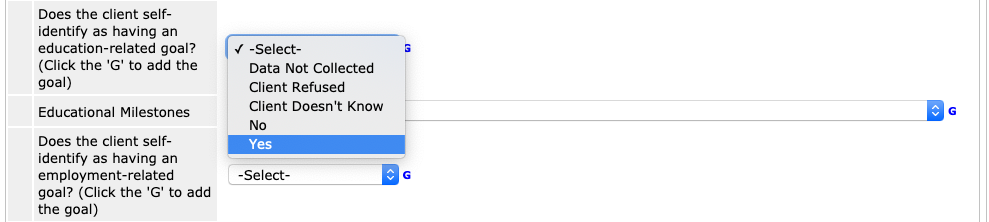 Does the client self-
identify as having an
education-related goal?
(Click the 'G' to add the
goal)
✓ -Select-
Data Not Collected
Client Refused
Client Doesn't Know
No
Yes
G
Educational Milestones
G
Does the client self-
identify as having an
employment-related
goal? (Click the 'G' to add
the goal)
-Select-
G